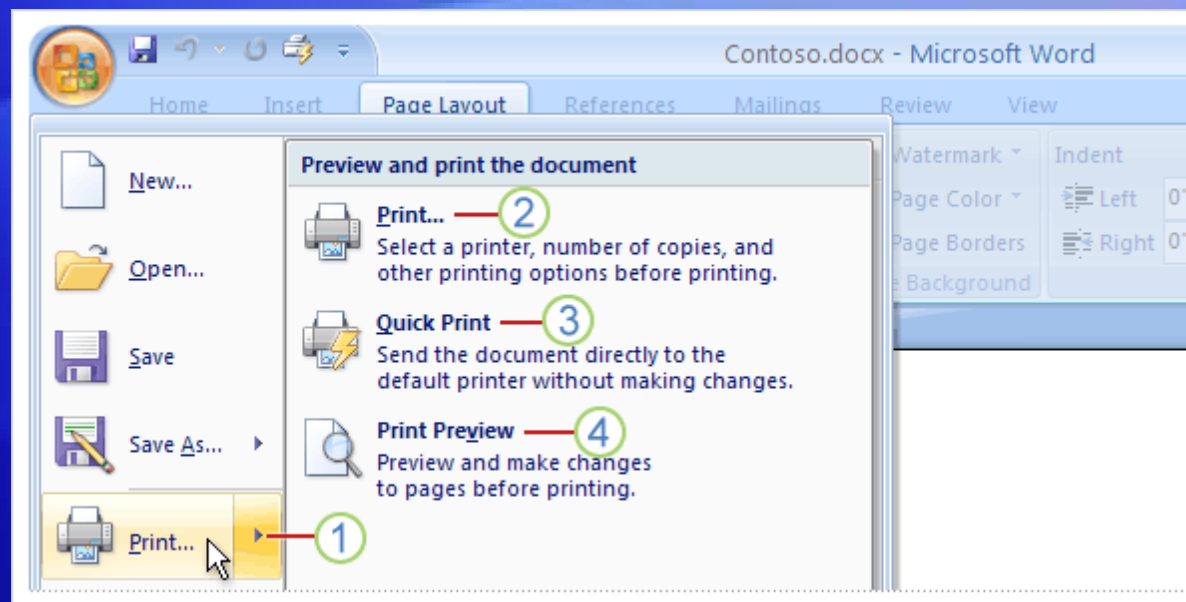 Contoso.docx - Microsoft Word
Home Insert Page Layout References Mailings Review View
New...
Open...
Save
Save As...
Print...
1
Preview and print the document
Print... 2
Select a printer, number of copies, and
other printing options before printing.
Quick Print 3
Send the document directly to the
default printer without making changes.
Print Preview 4
Preview and make changes
to pages before printing.
Watermark
Page Color
Page Borders
Background
Indent
Left 0"
Right 0"